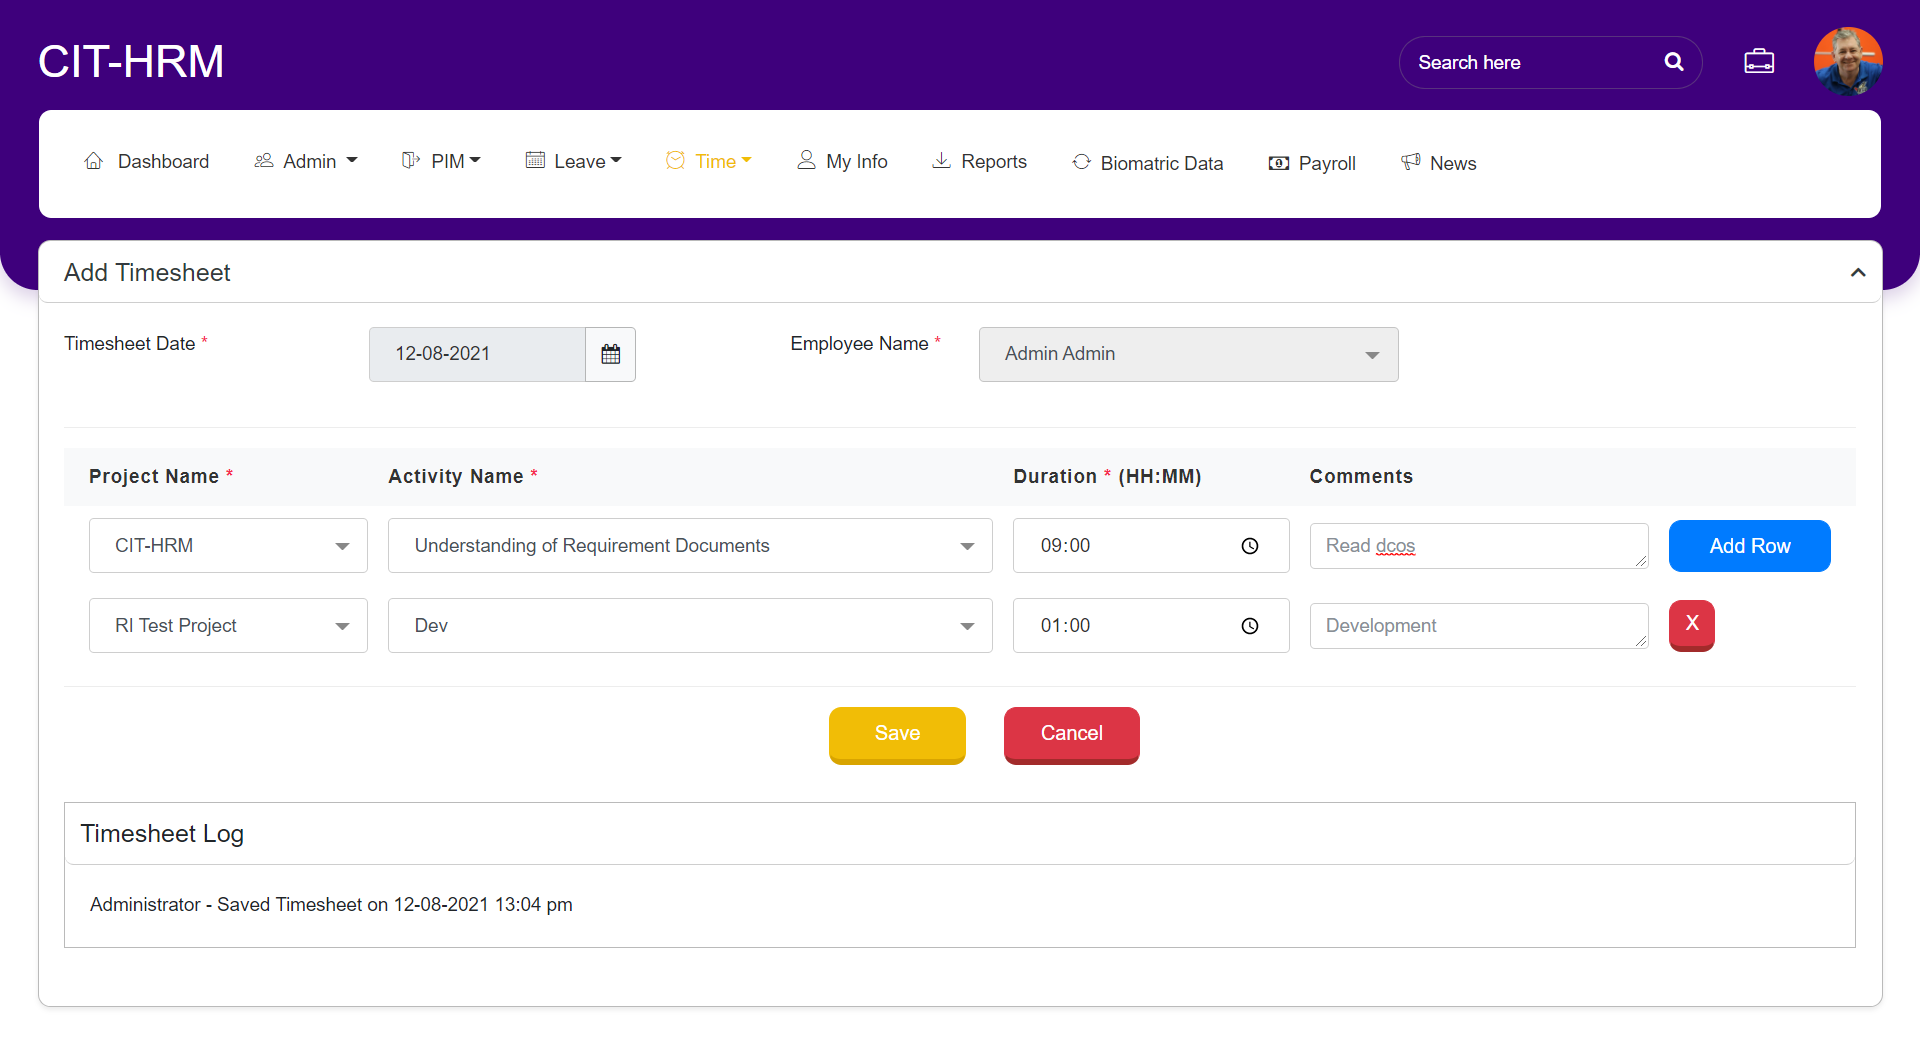 CIT-HRM
Search here
Dashboard Admin PIM Leave Time My Info Reports Biomatric Data Payroll News
Add Timesheet
Timesheet Date * 12-08-2021 Employee Name * Admin Admin
Project Name * Activity Name * Duration * (HH:MM) Comments
CIT-HRM Understanding of Requirement Documents 09:00 Read dcos Add Row
RI Test Project Dev 01:00 Development X
Save Cancel
Timesheet Log
Administrator - Saved Timesheet on 12-08-2021 13:04 pm